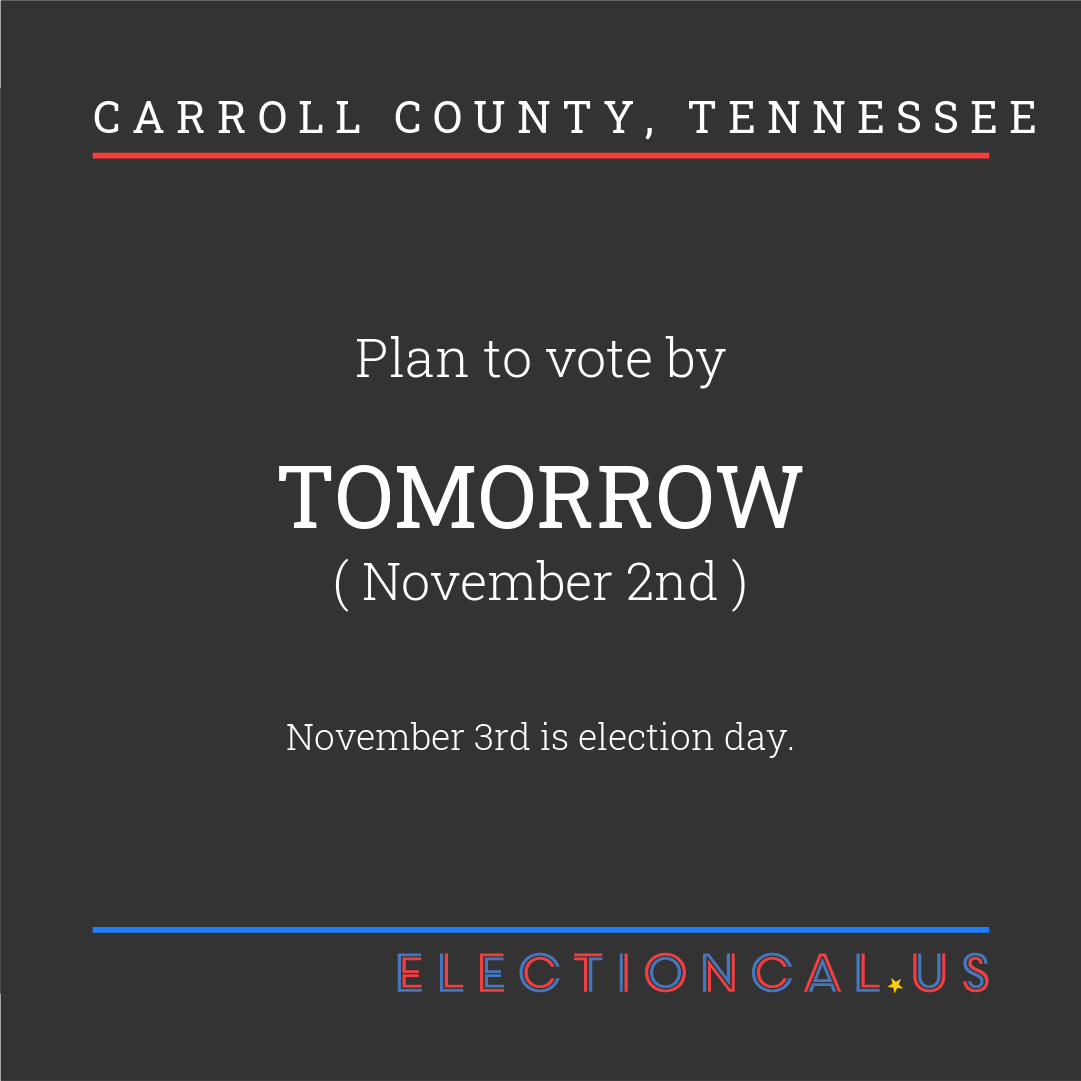 CARROLL COUNTY, TENNESSEE
Plan to vote by
TOMORROW
( November 2nd )
November 3rd is election day.
ELECTIONCAL.US